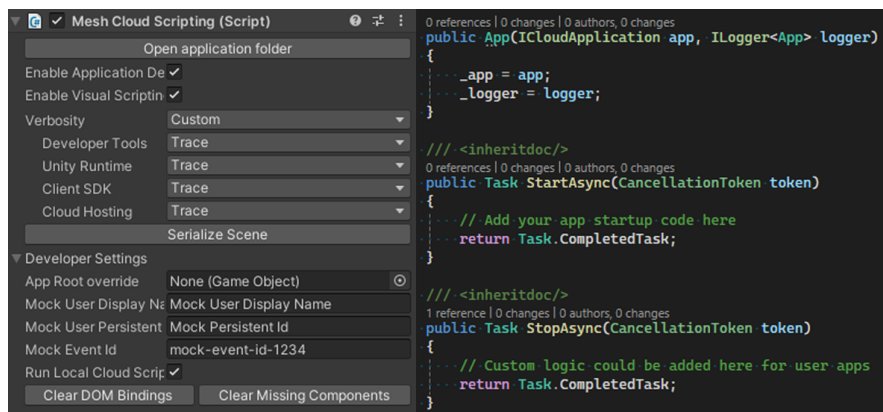 Mesh Cloud Scripting (Script)
Open application folder
Enable Application De
Enable Visual Scriptin
Verbosity Custom
Developer Tools Trace
Unity Runtime Trace
Client SDK Trace
Cloud Hosting Trace
Serialize Scene
Developer Settings
App Root override None (Game Object)
Mock User Display Na Mock User Display Name
Mock User Persistent Mock Persistent Id
Mock Event Id mock-event-id-1234
Run Local Cloud Scrip
Clear DOM Bindings Clear Missing Components
0 references | 0 changes | 0 authors, 0 changes
public App(ICloudApplication app, ILogger<App> logger)
{
_app = app;
_logger = logger;
}
/// <inheritdoc/>
0 references | 0 changes | 0 authors, 0 changes
public Task StartAsync(CancellationToken token)
{
// Add your app startup code here
return Task.CompletedTask;
}
/// <inheritdoc/>
1 reference | 0 changes | 0 authors, 0 changes
public Task StopAsync(CancellationToken token)
{
// Custom logic could be added here for user apps
return Task.CompletedTask;
}